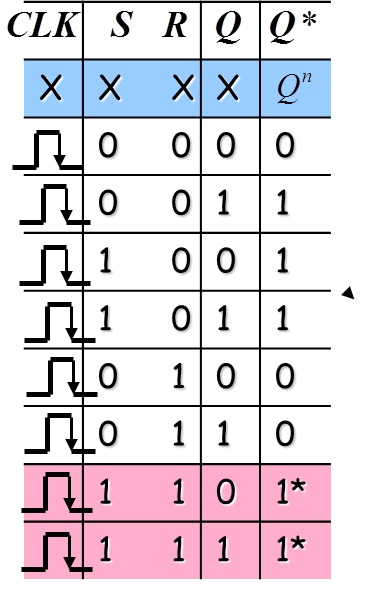 CLK S R Q Q*
X X X X Qⁿ
0 0 0 0
0 0 1 1
1 0 0 1
1 0 1 1
0 1 0 0
0 1 1 0
1 1 0 1*
1 1 1 1*